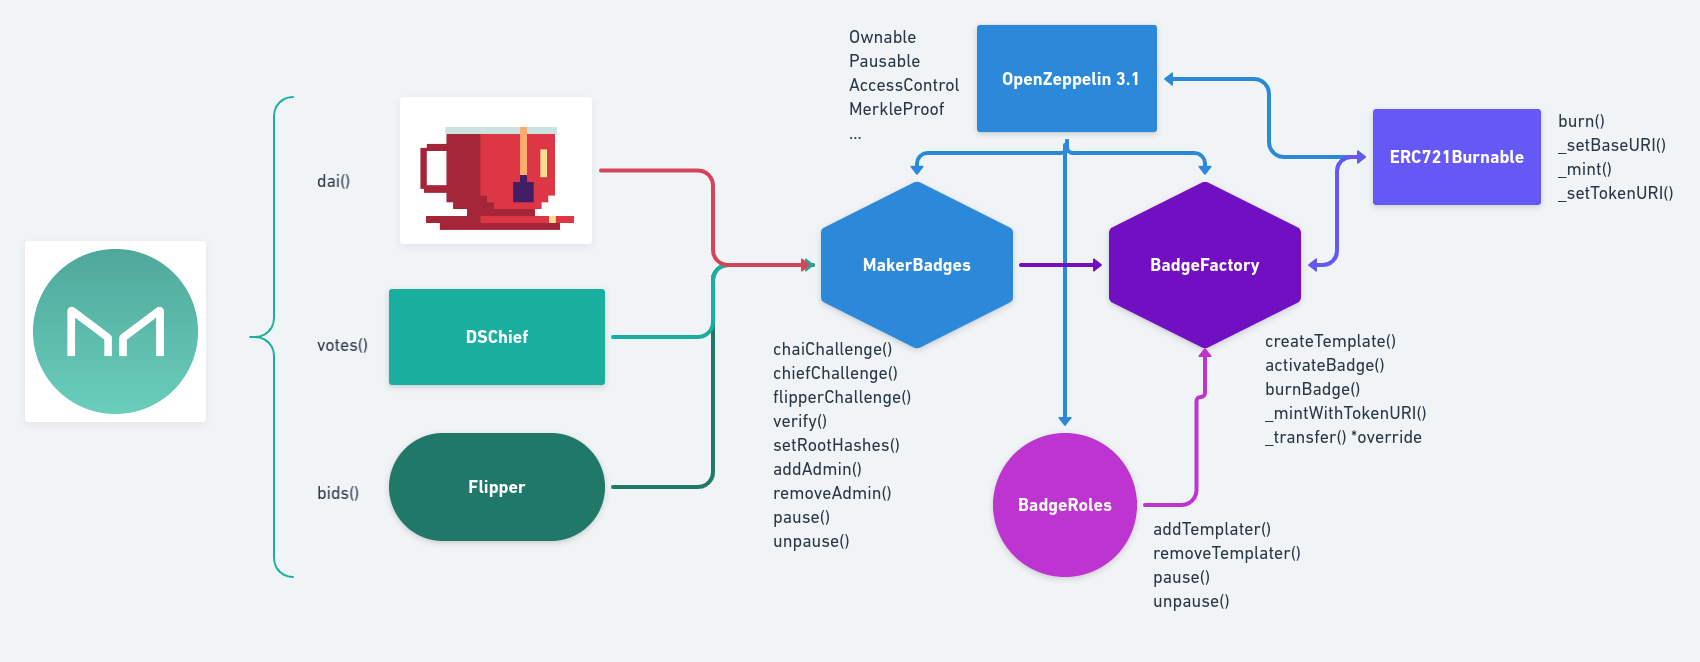 dai()
votes()
bids()
DSChief
Flipper
Ownable
Pausable
AccessControl
MerkleProof
...
OpenZeppelin 3.1
MakerBadges
chaiChallenge()
chiefChallenge()
flipperChallenge()
verify()
setRootHashes()
addAdmin()
removeAdmin()
pause()
unpause()
BadgeFactory
createTemplate()
activateBadge()
burnBadge()
_mintWithTokenURI()
_transfer() *override
BadgeRoles
addTemplater()
removeTemplater()
pause()
unpause()
ERC721Burnable
burn()
_setBaseURI()
_mint()
_setTokenURI()